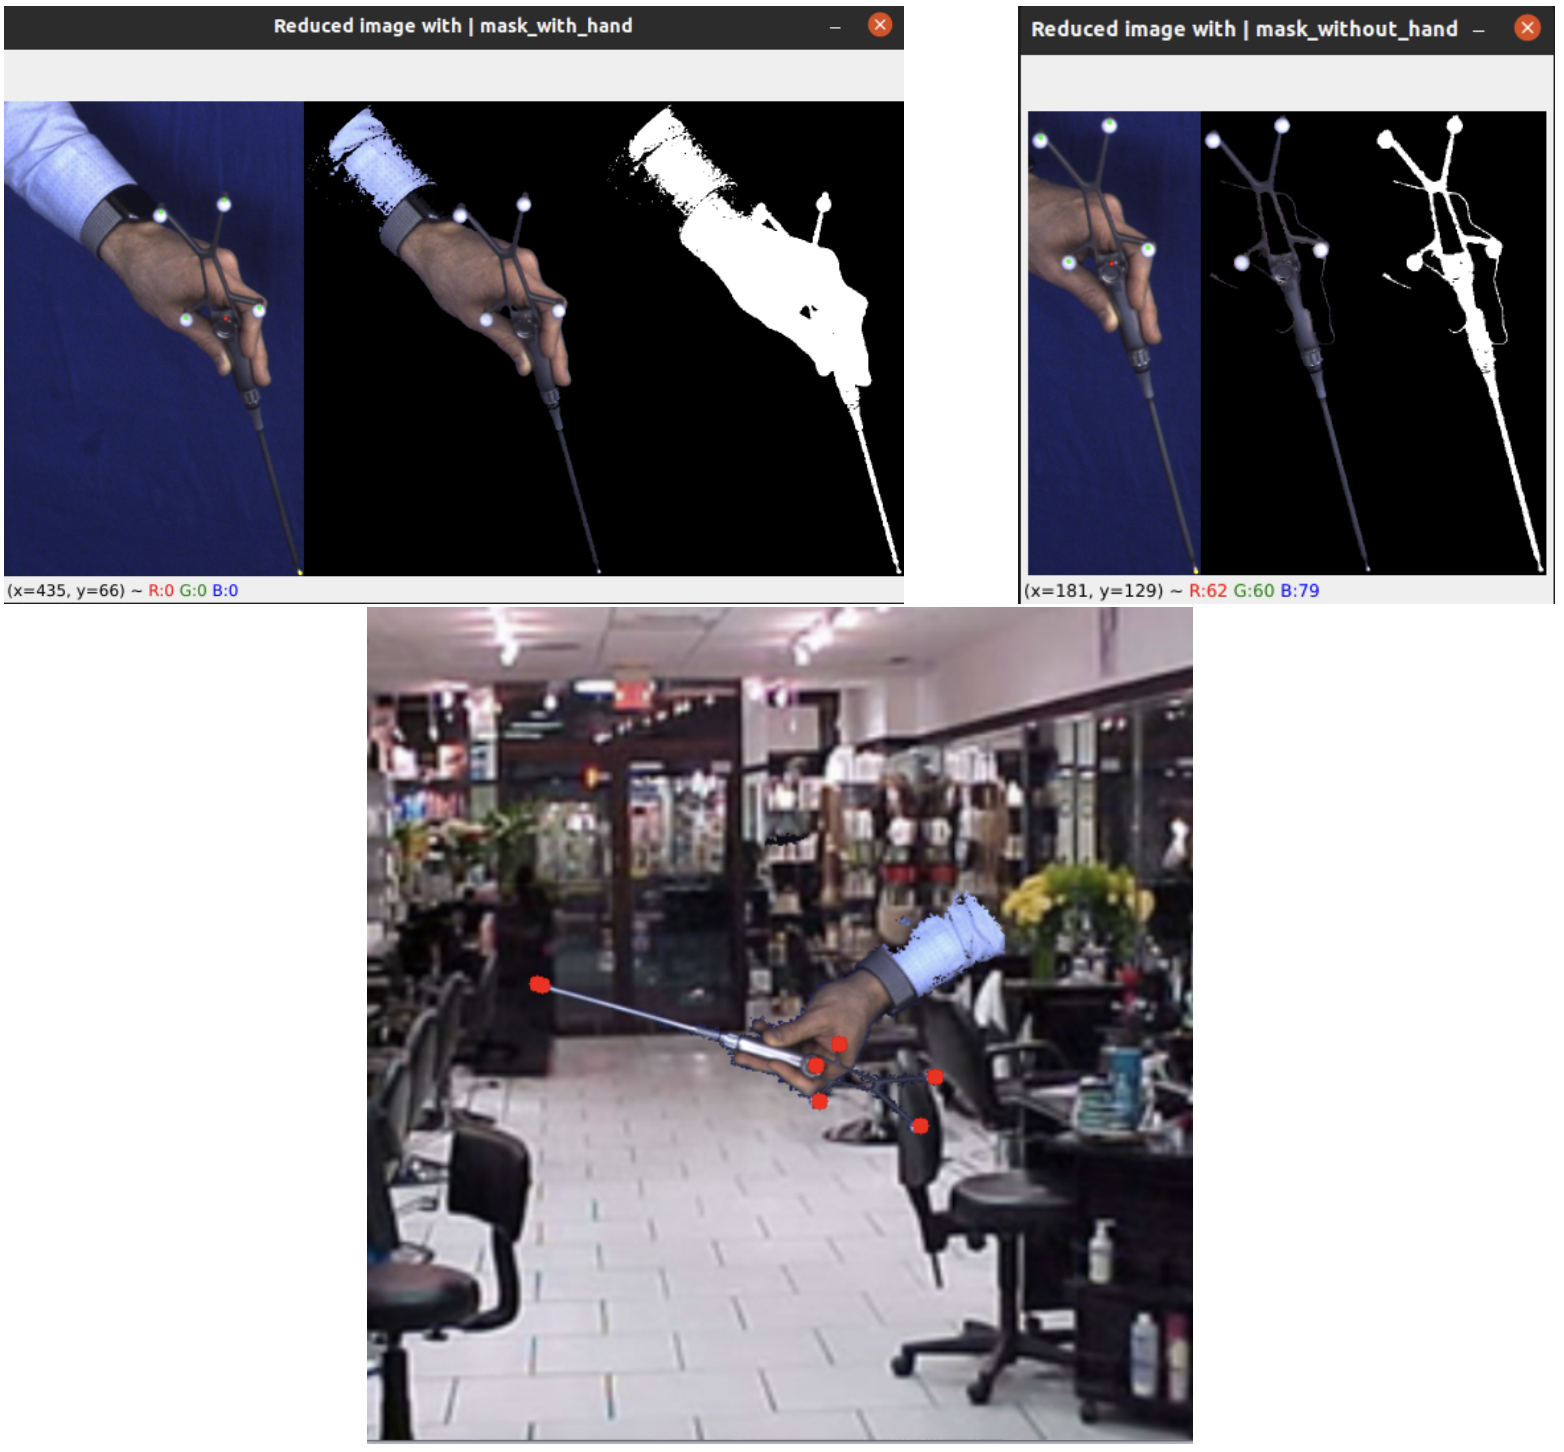 Reduced image with | mask_with_hand
(x=435, y=66) ~ R:0 G:0 B:0
Reduced image with | mask_without_hand
(x=181, y=129) ~ R:62 G:60 B:79